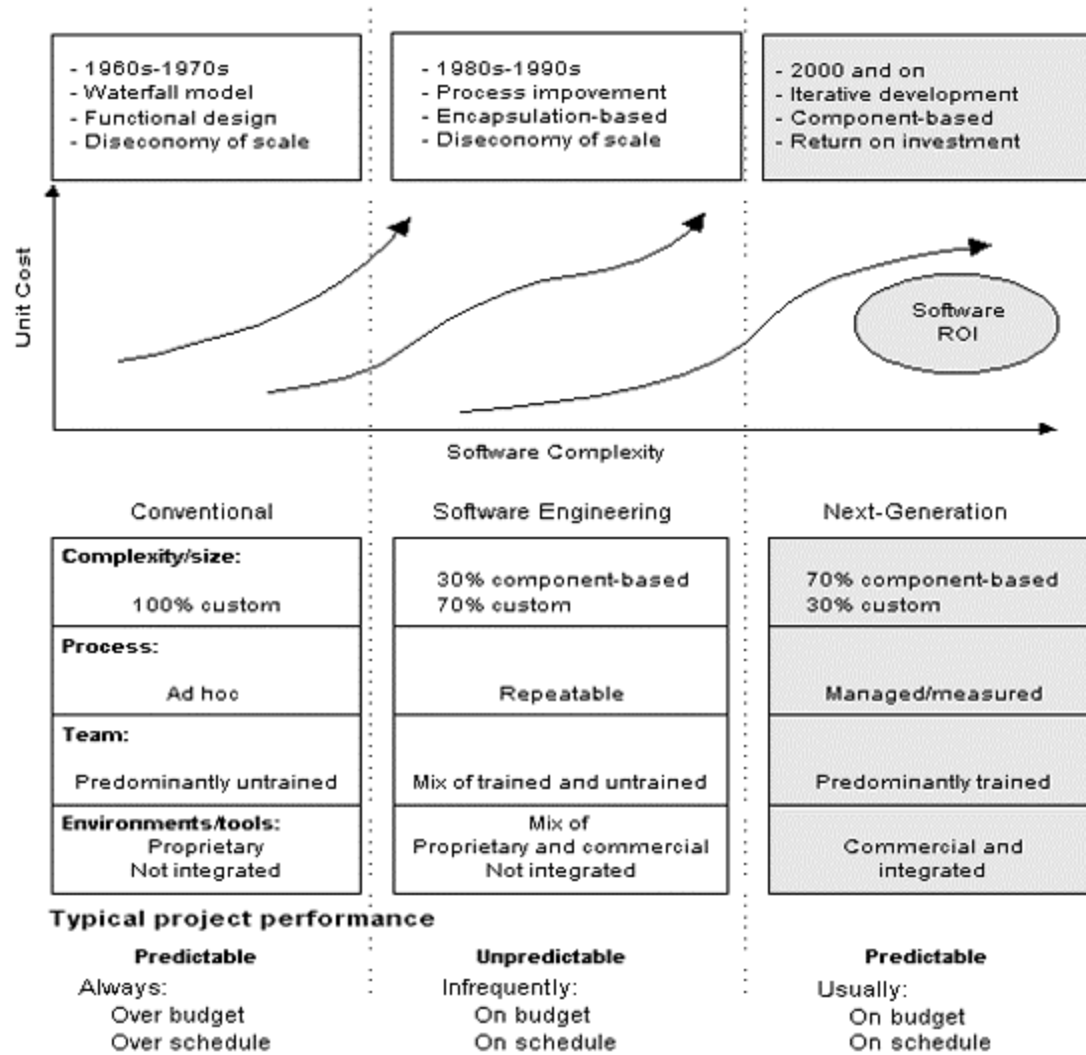 - 1960s-1970s
- Waterfall model
- Functional design
- Diseconomy of scale
- 1980s-1990s
- Process impovement
- Encapsulation-based
- Diseconomy of scale
- 2000 and on
- Iterative development
- Component-based
- Return on investment
Unit Cost
Software
ROI
Software Complexity
Conventional
Software Engineering
Next-Generation
Complexity/size:
100% custom
30% component-based
70% custom
70% component-based
30% custom
Process:
Ad hoc
Repeatable
Managed/measured
Team:
Predominantly untrained
Mix of trained and untrained
Predominantly trained
Environments/tools:
Proprietary
Not integrated
Mix of
Proprietary and commercial
Not integrated
Commercial and
integrated
Typical project performance
Predictable
Always:
Over budget
Over schedule
Unpredictable
Infrequently:
On budget
On schedule
Predictable
Usually:
On budget
On schedule